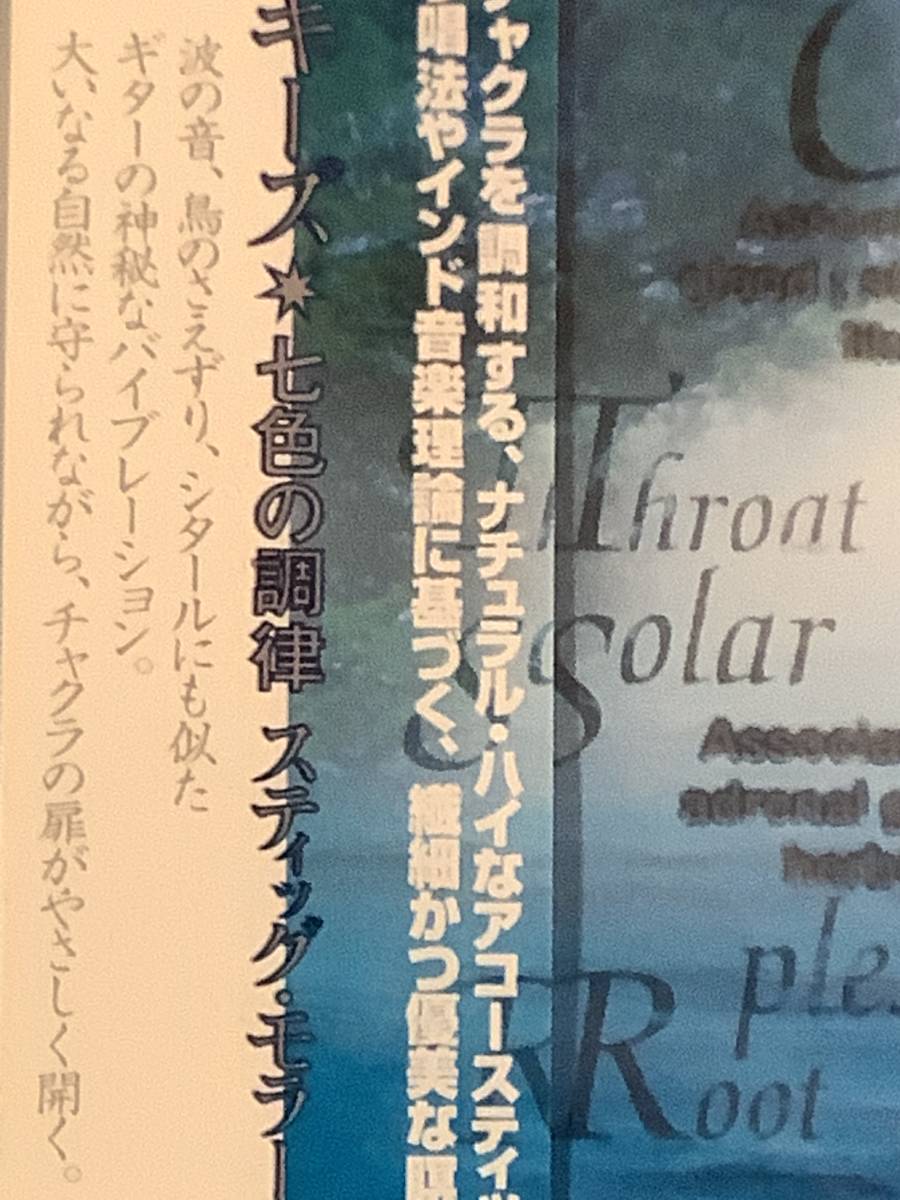 チャクラを調和する、ナチュラル・ハイなアコースティッ
唱法やインド音楽理論に基づく、繊細かつ優美な
キーズ✷七色の調律 スティッグ・モラー
波の音、鳥のさえずり、シタールにも似た
ギターの神秘なバイブレーション。
大いなる自然に守られながら、チャクラの扉がやさしく開く。
Throat
Solar
Associa
adrenal g
herb
ple
Root